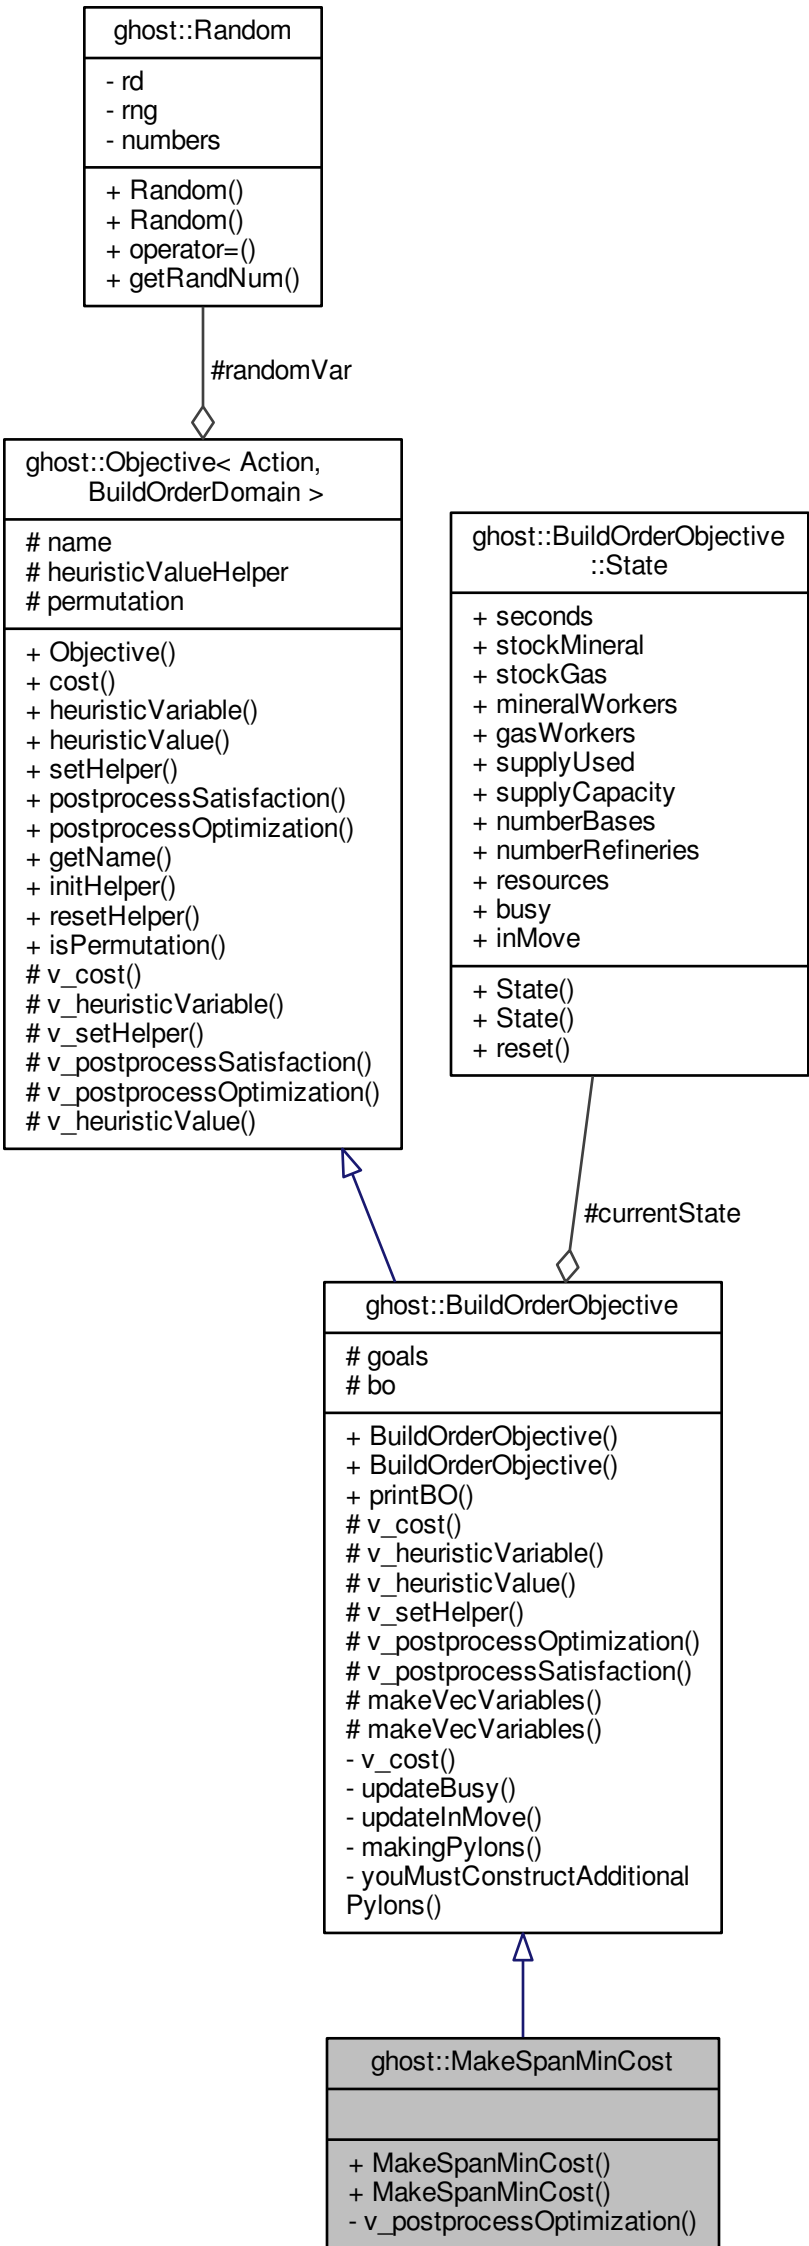 ghost::Random
- rd
- rng
- numbers
+ Random()
+ Random()
+ operator=()
+ getRandNum()
#randomVar
ghost::Objective< Action,
BuildOrderDomain >
# name
# heuristicValueHelper
# permutation
+ Objective()
+ cost()
+ heuristicVariable()
+ heuristicValue()
+ setHelper()
+ postprocessSatisfaction()
+ postprocessOptimization()
+ getName()
+ initHelper()
+ resetHelper()
+ isPermutation()
# v_cost()
# v_heuristicVariable()
# v_setHelper()
# v_postprocessSatisfaction()
# v_postprocessOptimization()
# v_heuristicValue()
ghost::BuildOrderObjective
::State
+ seconds
+ stockMineral
+ stockGas
+ mineralWorkers
+ gasWorkers
+ supplyUsed
+ supplyCapacity
+ numberBases
+ numberRefineries
+ resources
+ busy
+ inMove
+ State()
+ State()
+ reset()
#currentState
ghost::BuildOrderObjective
# goals
# bo
+ BuildOrderObjective()
+ BuildOrderObjective()
+ printBO()
# v_cost()
# v_heuristicVariable()
# v_heuristicValue()
# v_setHelper()
# v_postprocessOptimization()
# v_postprocessSatisfaction()
# makeVecVariables()
# makeVecVariables()
- v_cost()
- updateBusy()
- updateInMove()
- makingPylons()
- youMustConstructAdditional
Pylons()
ghost::MakeSpanMinCost
+ MakeSpanMinCost()
+ MakeSpanMinCost()
- v_postprocessOptimization()